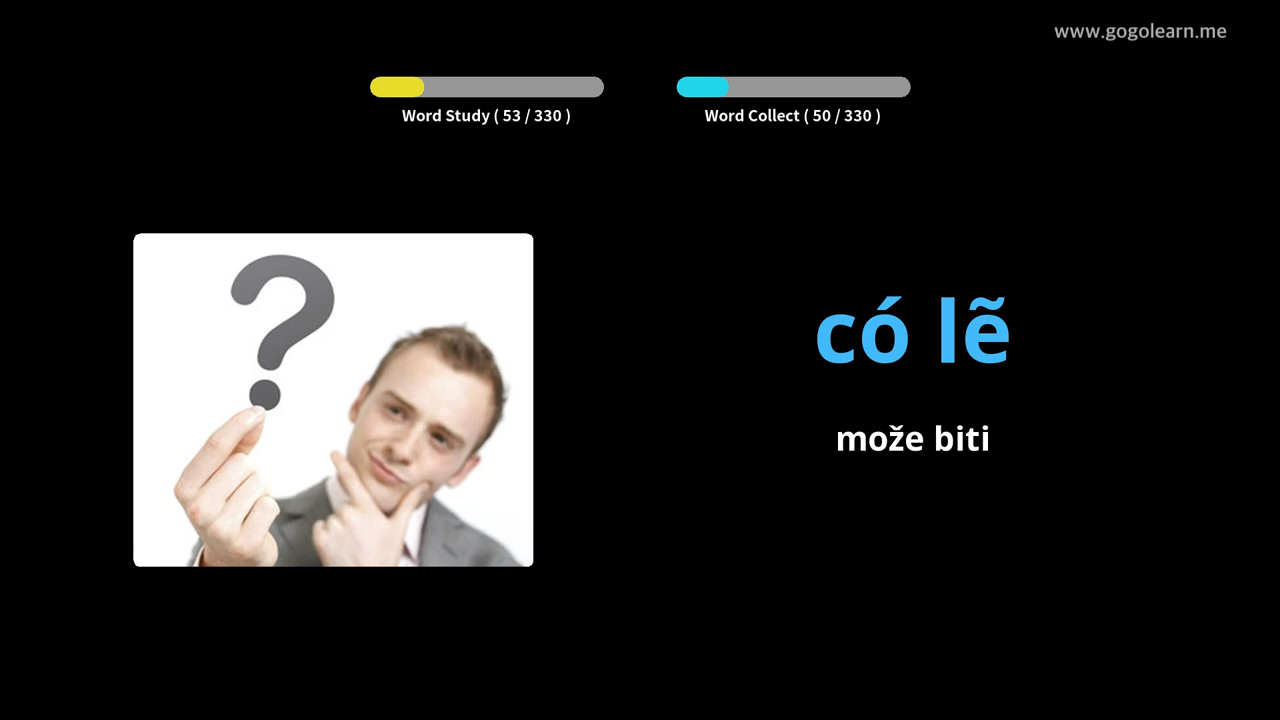 www.gogolearn.me
Word Study ( 53 / 330 )
Word Collect ( 50 / 330 )
có lẽ
može biti